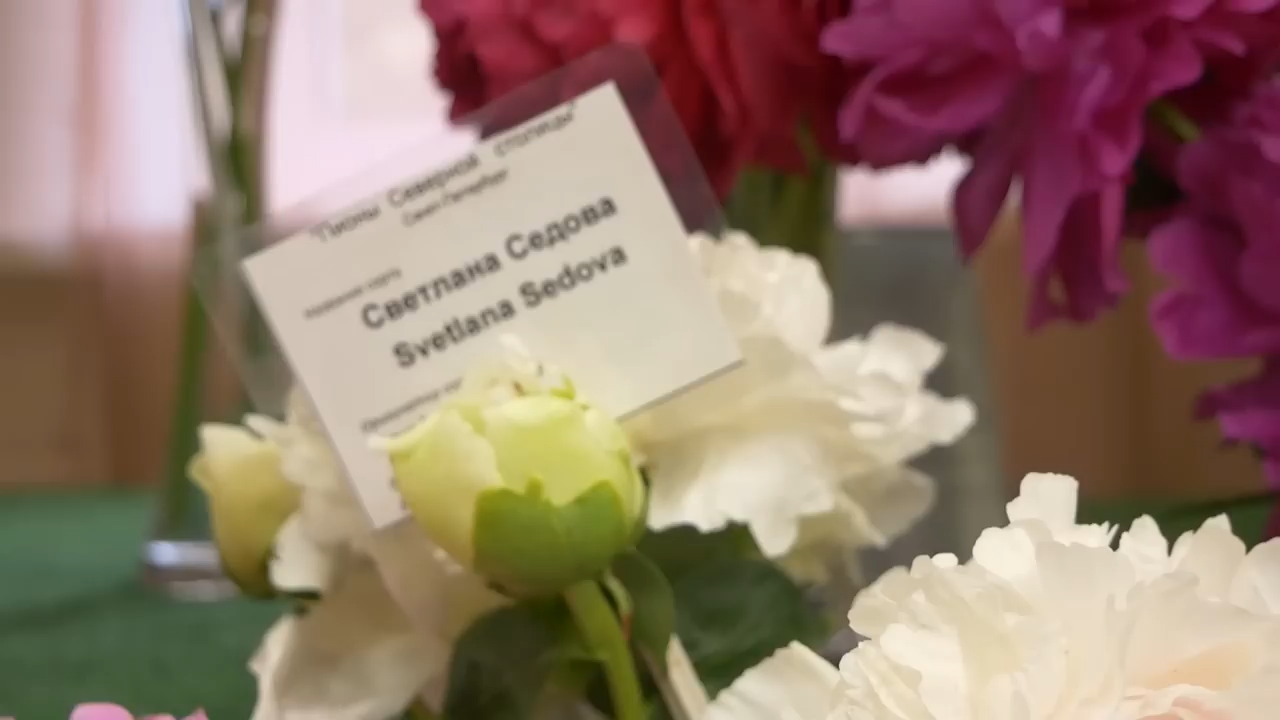 Пионы Северной столицы
Санкт-Петербург
Название сорта
Светлана Седова
Svetlana Sedova